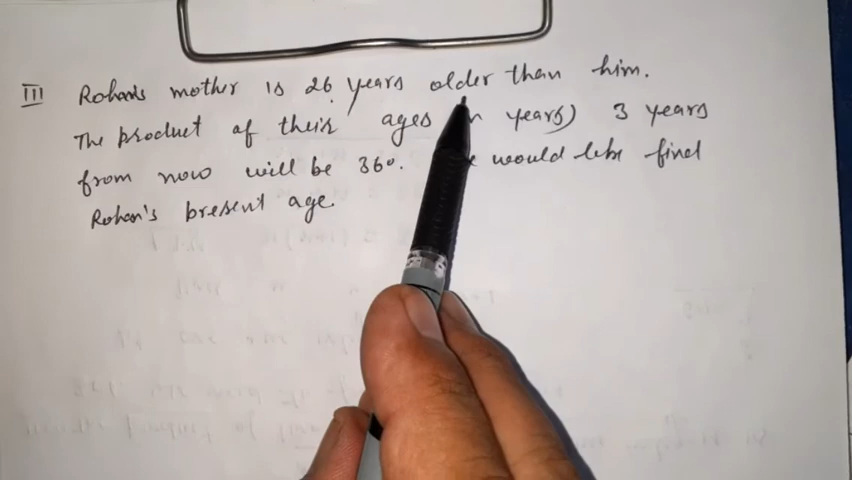 III Rohan's mother is 26 years older than him.
The product of their ages years) 3 years
from now will be 360. would like find
Rohan's present age.